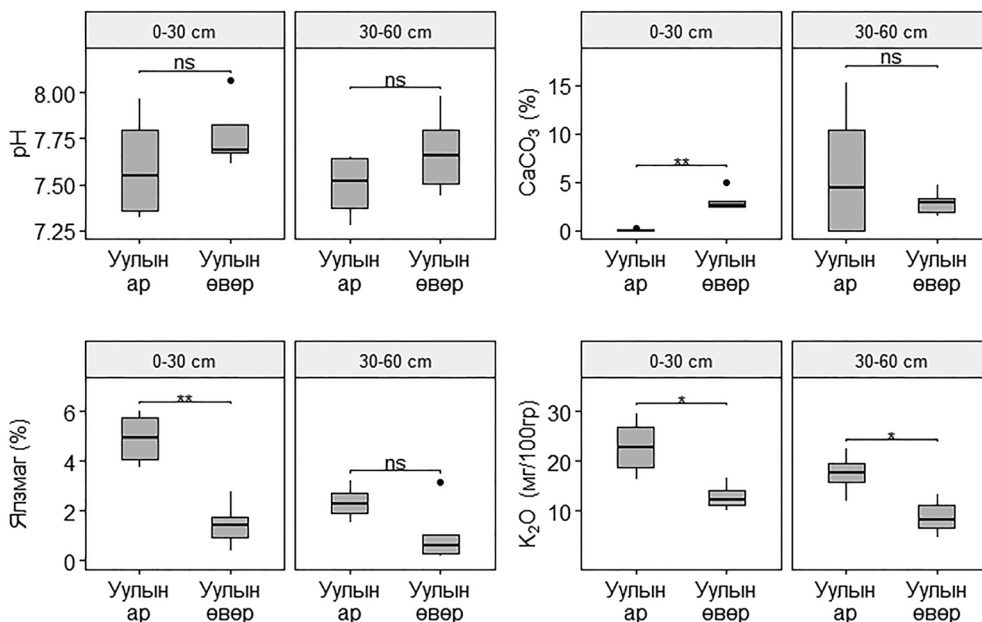 0-30 cm
30-60 cm
ns
ns
pH
8.00
7.75
7.50
7.25
Уулын ар
Уулын өвөр
Уулын ар
Уулын өвөр
0-30 cm
30-60 cm
**
ns
CaCO₃ (%)
15
10
5
0
Уулын ар
Уулын өвөр
Уулын ар
Уулын өвөр
0-30 cm
30-60 cm
**
ns
Ялзмаг (%)
6
4
2
0
Уулын ар
Уулын өвөр
Уулын ар
Уулын өвөр
0-30 cm
30-60 cm
*
*
K₂O (мг/100гр)
30
20
10
Уулын ар
Уулын өвөр
Уулын ар
Уулын өвөр